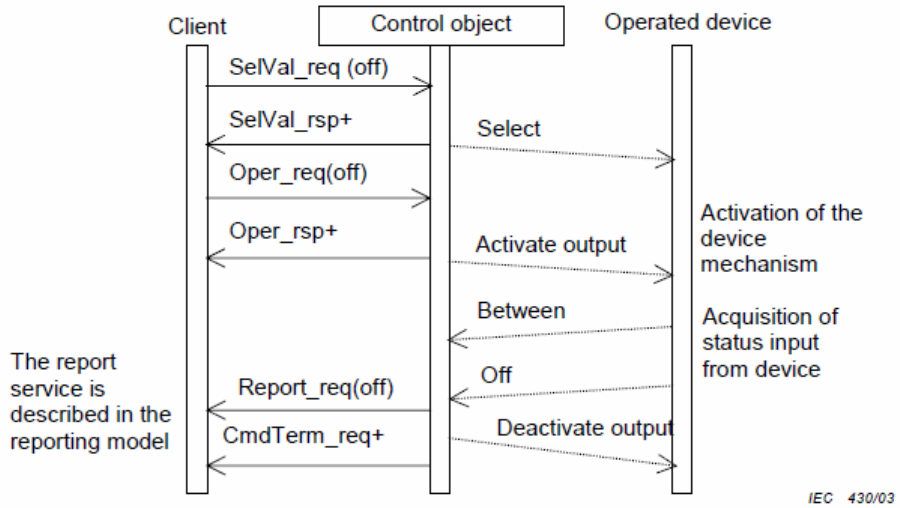 Client
Control object
Operated device
SelVal_req (off)
SelVal_rsp+
Select
Oper_req(off)
Oper_rsp+
Activate output
Activation of the
device
mechanism
Between
Acquisition of
status input
from device
The report
service is
described in the
reporting model
Off
Report_req(off)
CmdTerm_req+
Deactivate output
IEC 430/03